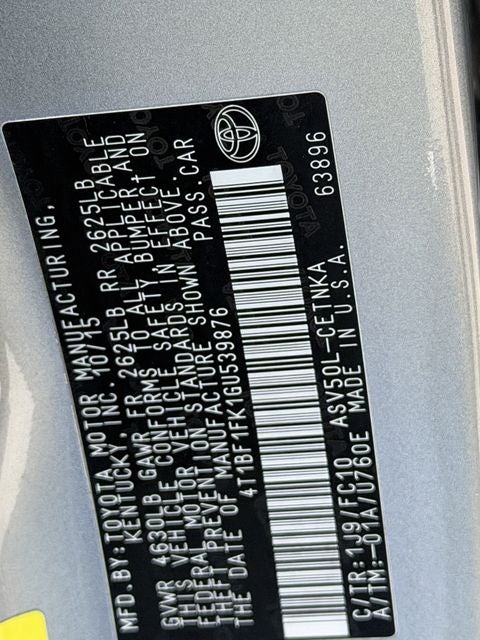 MFD.BY:TOYOTA MOTOR MANUFACTURING,
KENTUCKY, INC. 10/15
GVWR 4630LB GAWR FR 2625LB RR 2625LB
THIS VEHICLE CONFORMS TO ALL APPLICABLE
FEDERAL MOTOR VEHICLE SAFETY, BUMPER, AND
THEFT PREVENTION STANDARDS IN EFFECT ON
THE DATE OF MANUFACTURE SHOWN ABOVE.
4T1BF1FK1GU539876 PASS.CAR
C/TR:1J9/FC10 ASV50L-CETNKA 63896
A/TM:-01A/U760E MADE IN U.S.A.